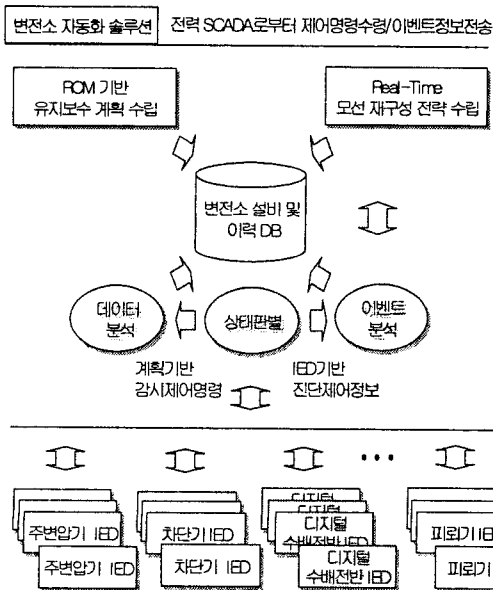 변전소 자동화 솔루션
전력 SCADA로부터 제어명령수령/이벤트정보전송
RCM 기반
유지보수 계획 수립
Real-Time
모선 재구성 전략 수립
변전소 설비 및
이력 DB
데이터
분석
상태판별
이벤트
분석
계획기반
감시제어명령
IED기반
진단제어정보
주변압기 IED
주변압기 IED
차단기 IED
차단기 IED
디지털
디지털
디지털
수배전반 IED
디지털
수배전반 IED
피뢰기 IE
피뢰기